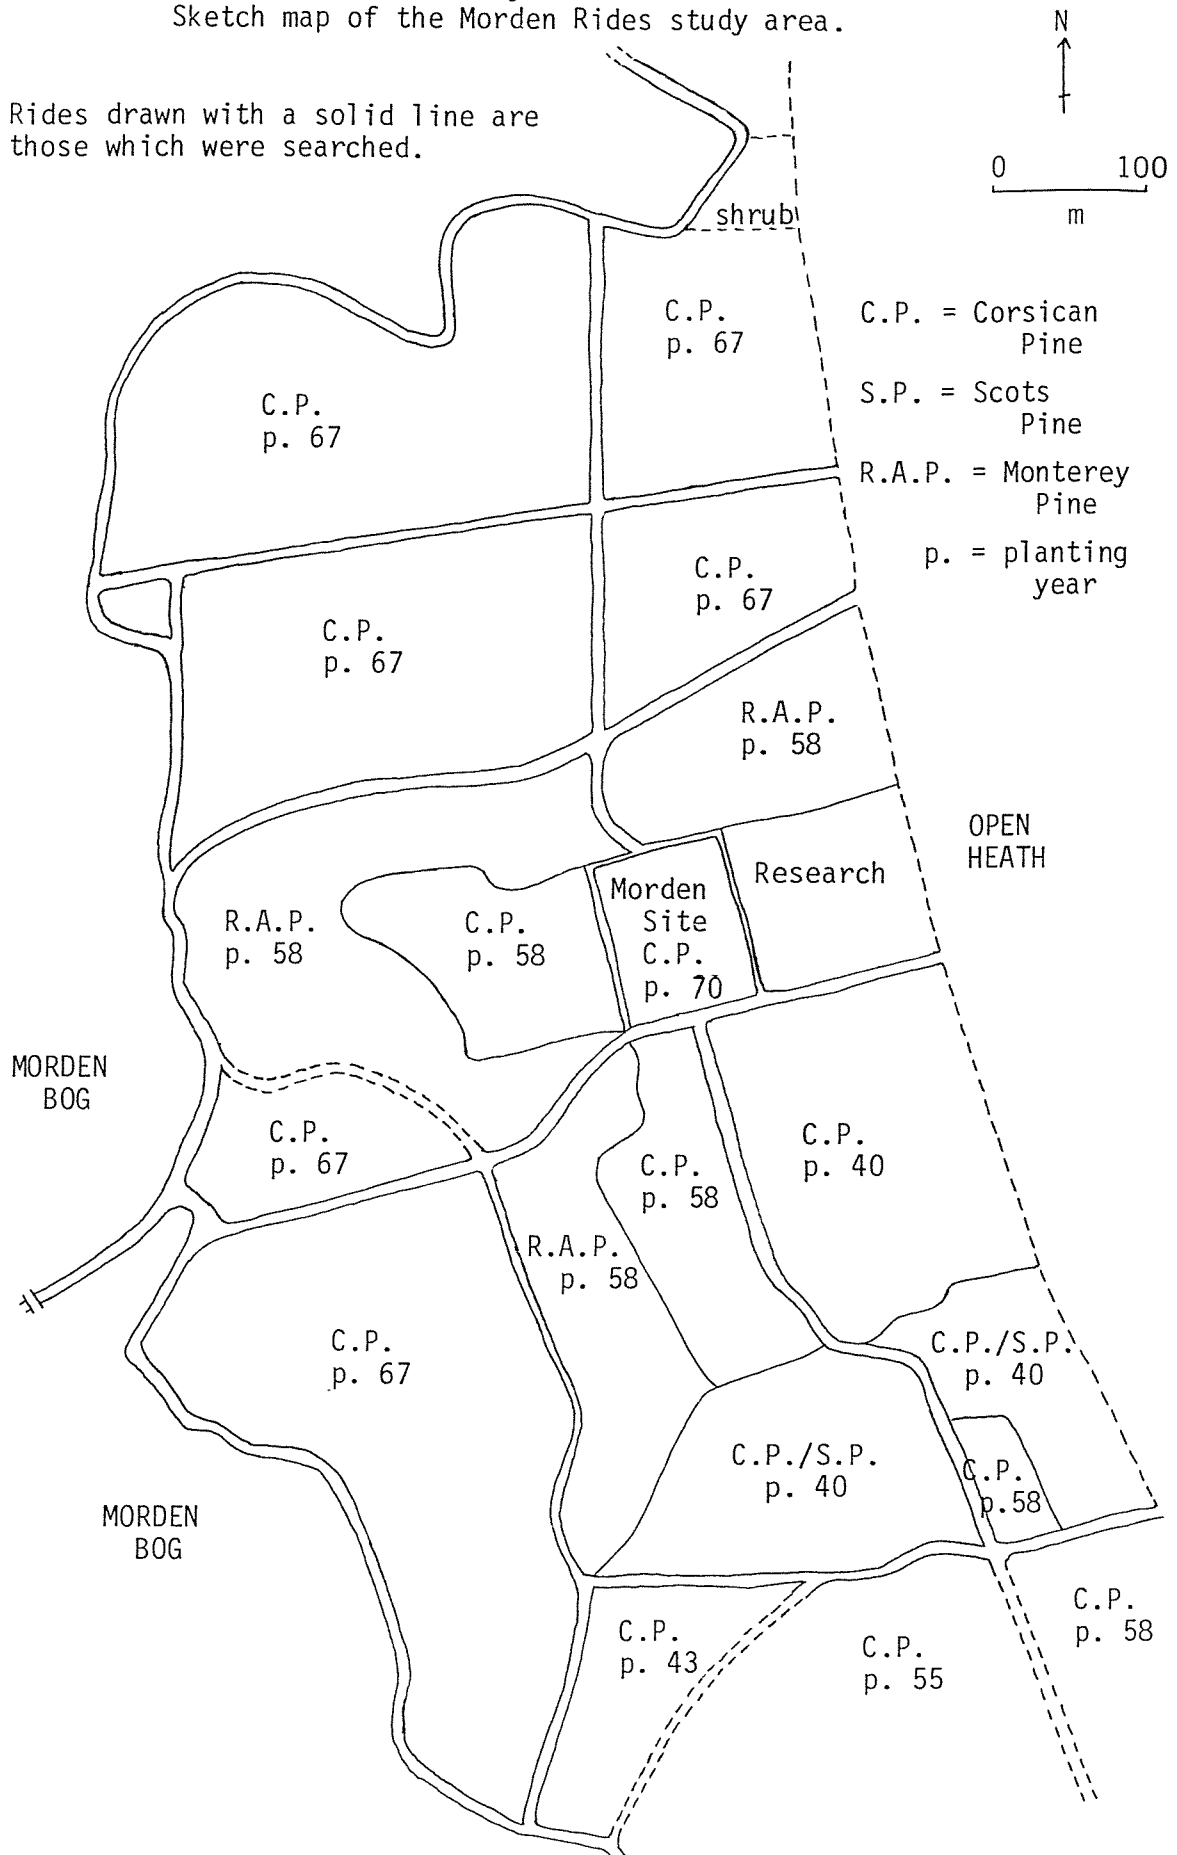 Sketch map of the Morden Rides study area.
N
Rides drawn with a solid line are
those which were searched.
0 100
m
shrub
C.P.
p. 67
C.P. = Corsican
Pine
S.P. = Scots
Pine
R.A.P. = Monterey
Pine
p. = planting
year
C.P.
p. 67
C.P.
p. 67
C.P.
p. 67
R.A.P.
p. 58
OPEN
HEATH
Research
Morden
Site
C.P.
p. 70
R.A.P.
p. 58
C.P.
p. 58
MORDEN
BOG
C.P.
p. 67
C.P.
p. 58
C.P.
p. 40
R.A.P.
p. 58
C.P.
p. 67
C.P./S.P.
p. 40
C.P./S.P.
p. 40
C.P.
p.58
MORDEN
BOG
C.P.
p. 43
C.P.
p. 55
C.P.
p. 58